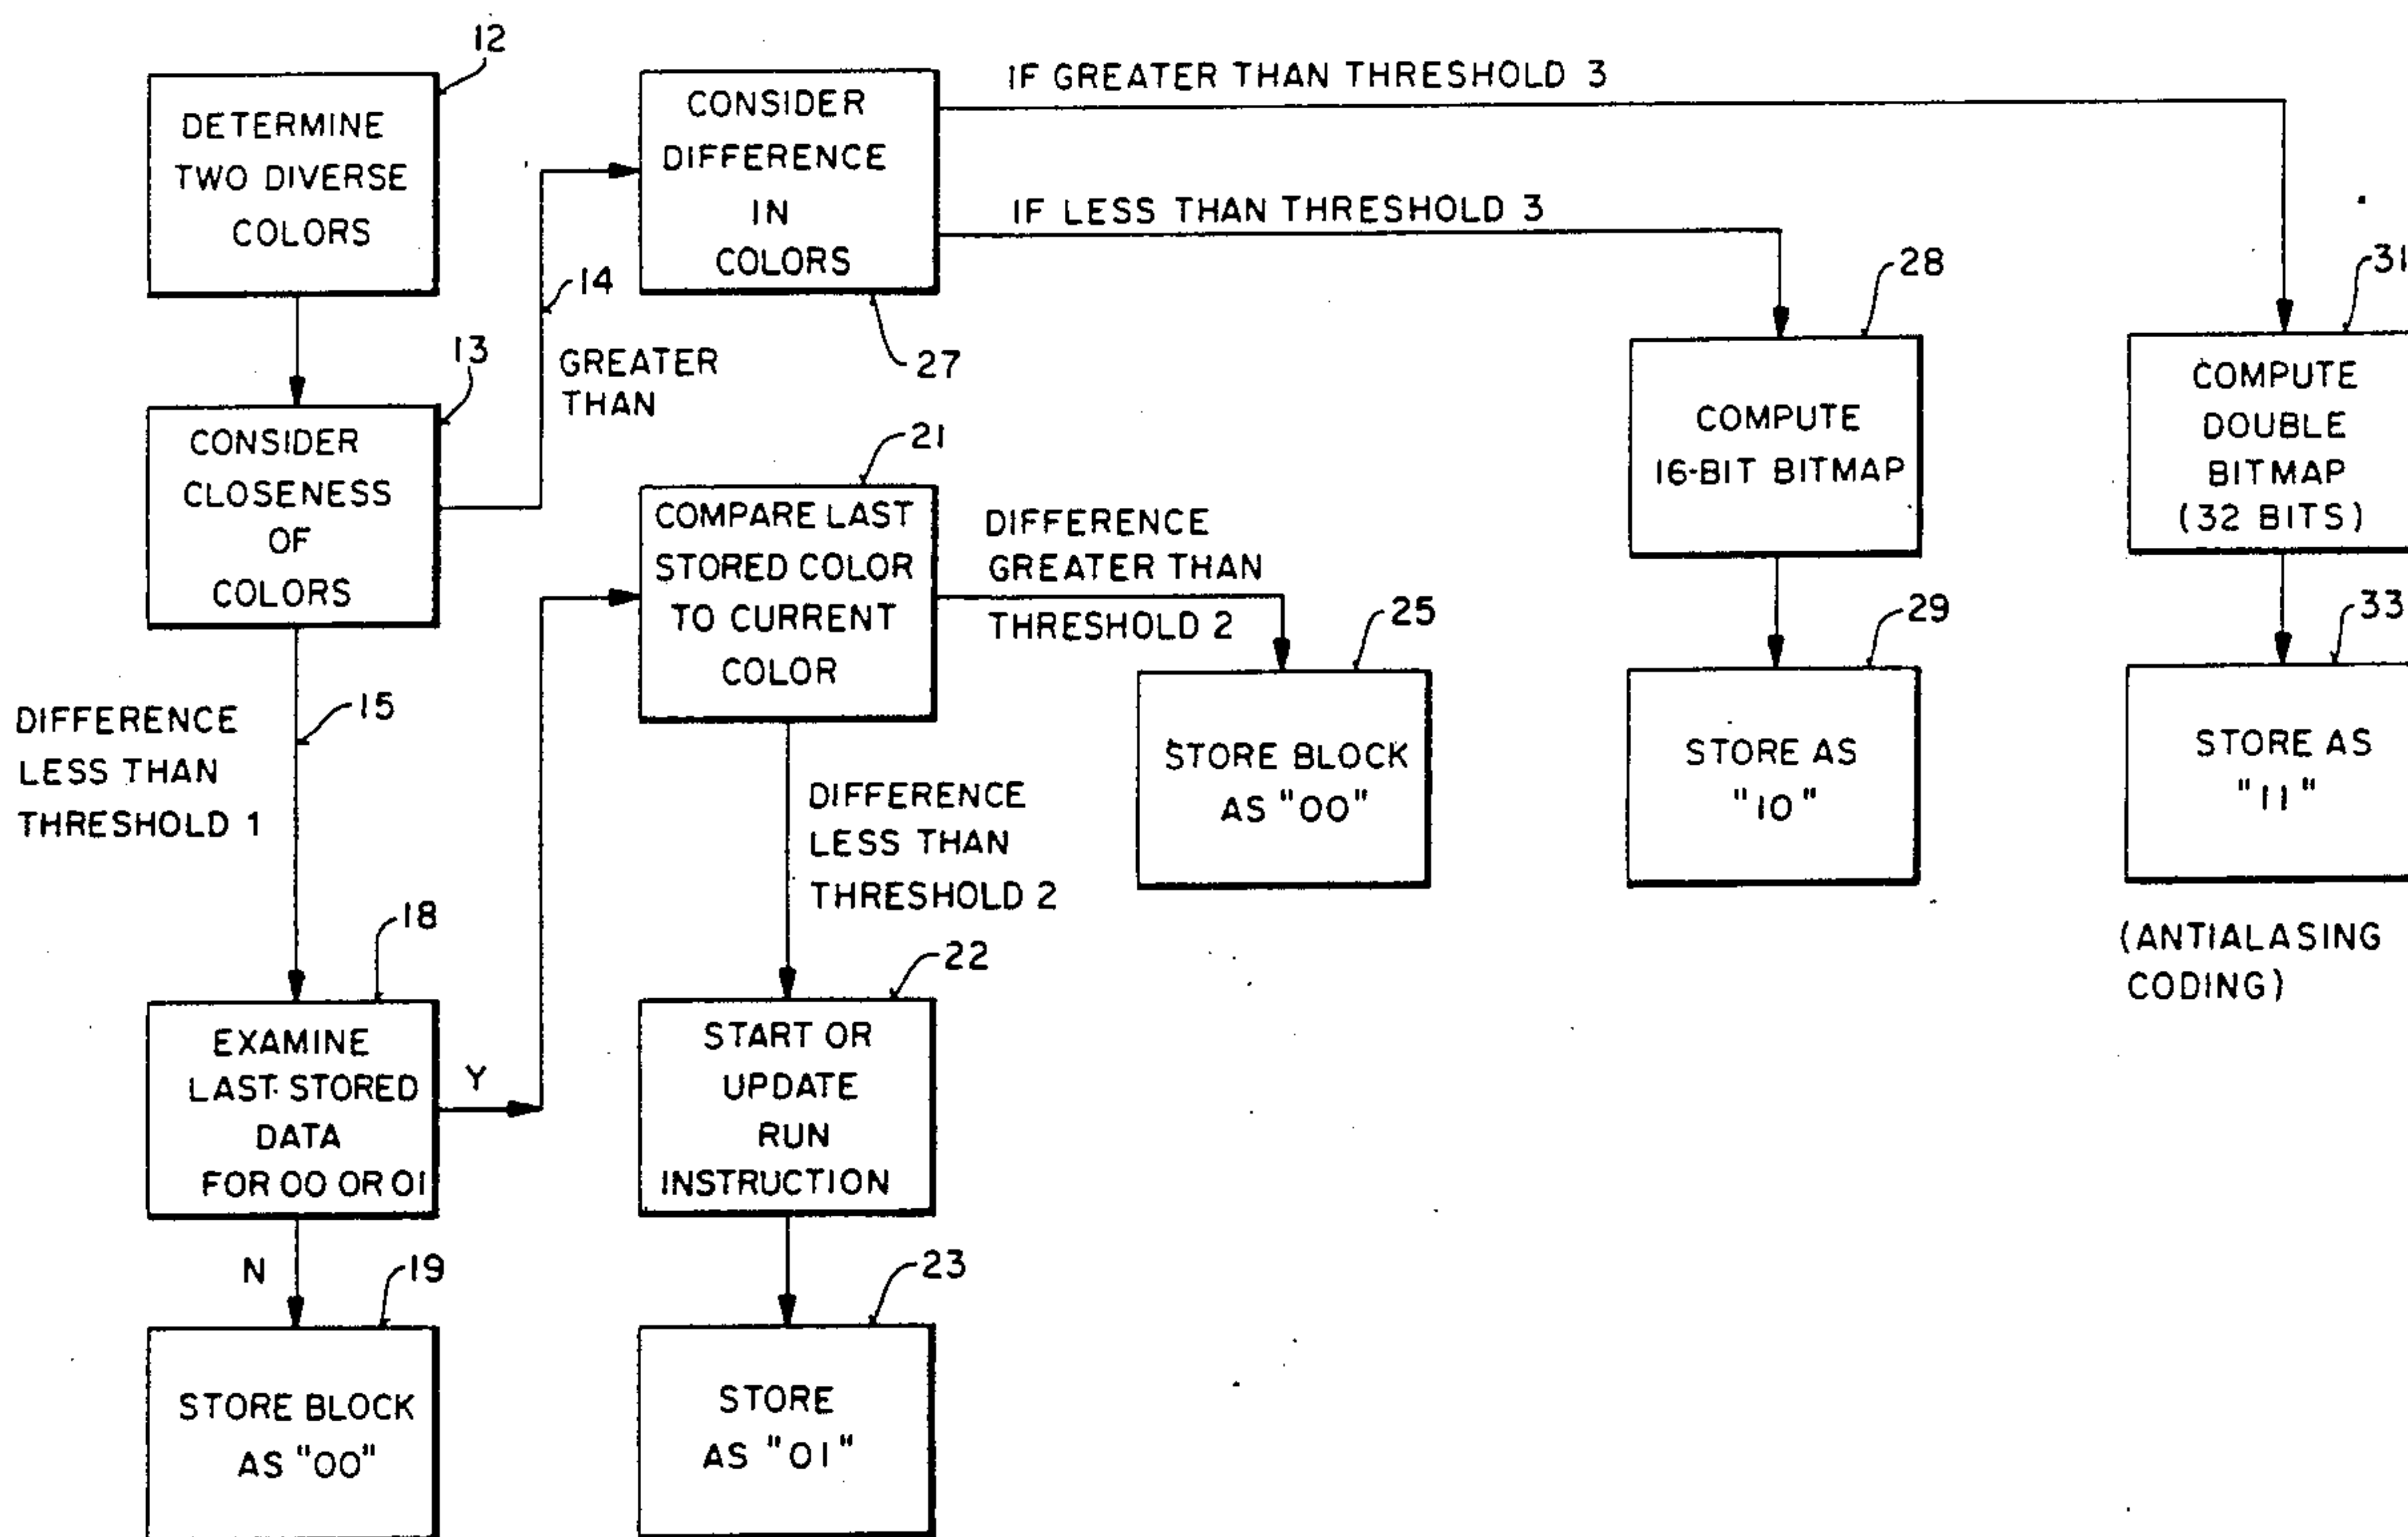 12
DETERMINE
TWO DIVERSE
COLORS
CONSIDER
DIFFERENCE
IN
COLORS
27
IF GREATER THAN THRESHOLD 3
IF LESS THAN THRESHOLD 3
14
GREATER
THAN
13
CONSIDER
CLOSENESS
OF
COLORS
15
DIFFERENCE
LESS THAN
THRESHOLD 1
21
COMPARE LAST
STORED COLOR
TO CURRENT
COLOR
DIFFERENCE
GREATER THAN
THRESHOLD 2
25
STORE BLOCK
AS "00"
28
COMPUTE
16-BIT BITMAP
29
STORE AS
"10"
31
COMPUTE
DOUBLE
BITMAP
(32 BITS)
33
STORE AS
"11"
(ANTIALASING
CODING)
DIFFERENCE
LESS THAN
THRESHOLD 2
18
EXAMINE
LAST STORED
DATA
FOR 00 OR 01
Y
N
19
STORE BLOCK
AS "00"
22
START OR
UPDATE
RUN
INSTRUCTION
23
STORE
AS "01"